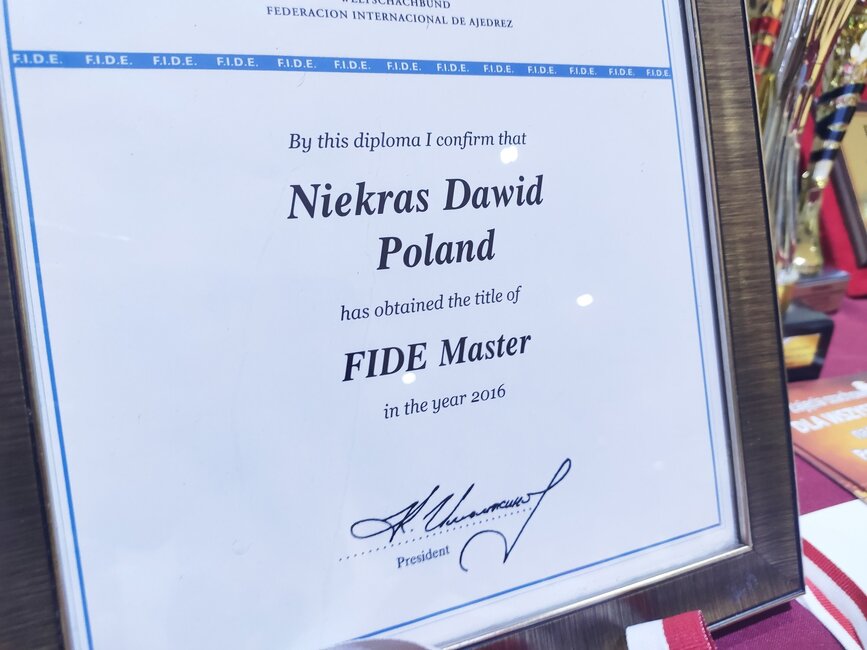 WELTSCHACHBUND
FEDERACION INTERNACIONAL DE AJEDREZ
F.I.D.E. F.I.D.E. F.I.D.E. F.I.D.E. F.I.D.E. F.I.D.E. F.I.D.E. F.I.D.E. F.I.D.E. F.I.D.E. F.I.D.E. F.I.D.E. F.I.D.E.
By this diploma I confirm that
Niekras Dawid
Poland
has obtained the title of
FIDE Master
in the year 2016
President